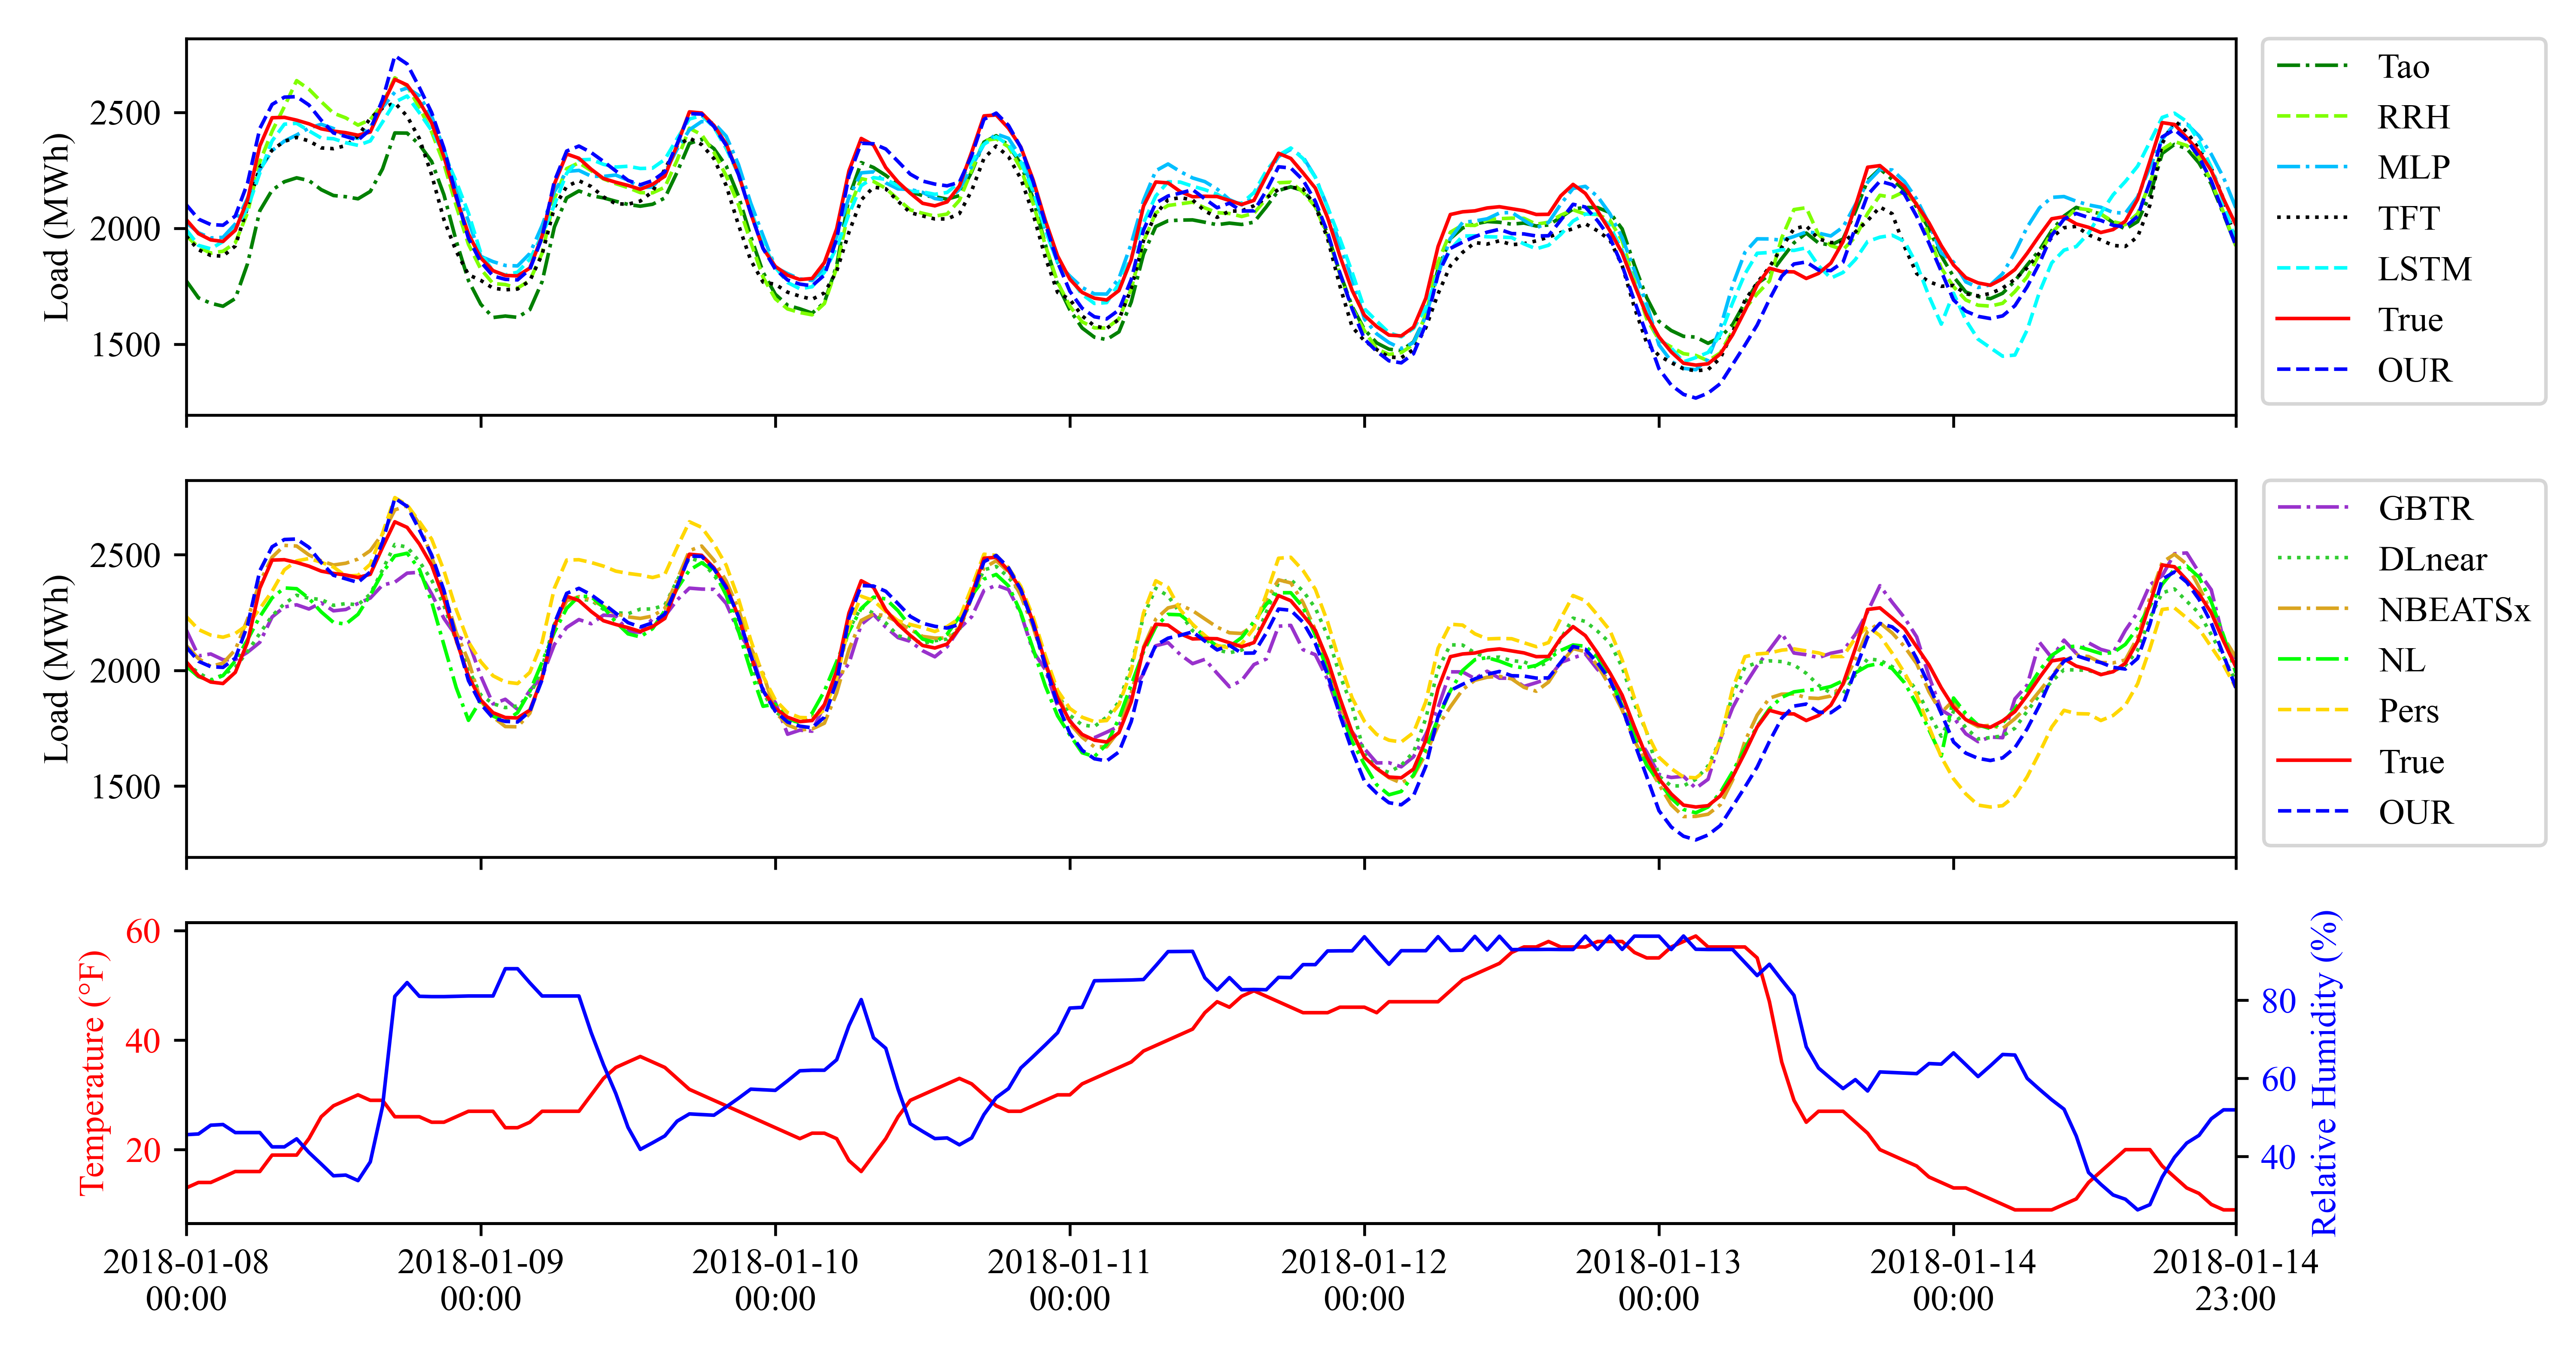 Load (MWh)
2500
2000
1500
Tao
RRH
MLP
TFT
LSTM
True
OUR
Load (MWh)
2500
2000
1500
GBTR
DLnear
NBEATSx
NL
Pers
True
OUR
Temperature (°F)
60
40
20
80
60
40
Relative Humidity (%)
2018-01-08
00:00
2018-01-09
00:00
2018-01-10
00:00
2018-01-11
00:00
2018-01-12
00:00
2018-01-13
00:00
2018-01-14
00:00
2018-01-14
23:00